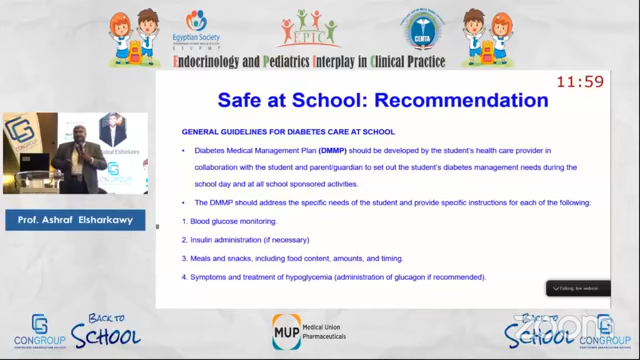 Egyptian Society
EPIC
CEMTA
Endocrinology and Pediatrics Interplay in Clinical Practice
11:59
Safe at School: Recommendation
GENERAL GUIDELINES FOR DIABETES CARE AT SCHOOL
• Diabetes Medical Management Plan (DMMP) should be developed by the student's health care provider in
collaboration with the student and parent/guardian to set out the student's diabetes management needs during the
school day and at all school sponsored activities.
• The DMMP should address the specific needs of the student and provide specific instructions for each of the following:
1. Blood glucose monitoring.
2. Insulin administration (if necessary)
3. Meals and snacks, including food content, amounts, and timing.
4. Symptoms and treatment of hypoglycemia (administration of glucagon if recommended).
CONGROUP
Ashraf Elsharkawy
CONGROUP
Prof. Ashraf Elsharkawy
Talking:
zoom
CONGROUP
BACK TO
SCHOOL
MUP
Medical Union
Pharmaceuticals
BACK TO
SCHOOL
CONGROUP